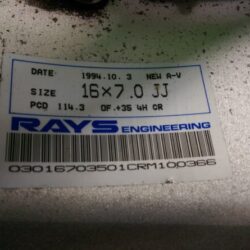 DATE 1994.10. 3 NEW A-V
SIZE 16×7.0 JJ
PCD 114.3 OF.+35 4H CR
RAYS ENGINEERING
03016703501CRM100366